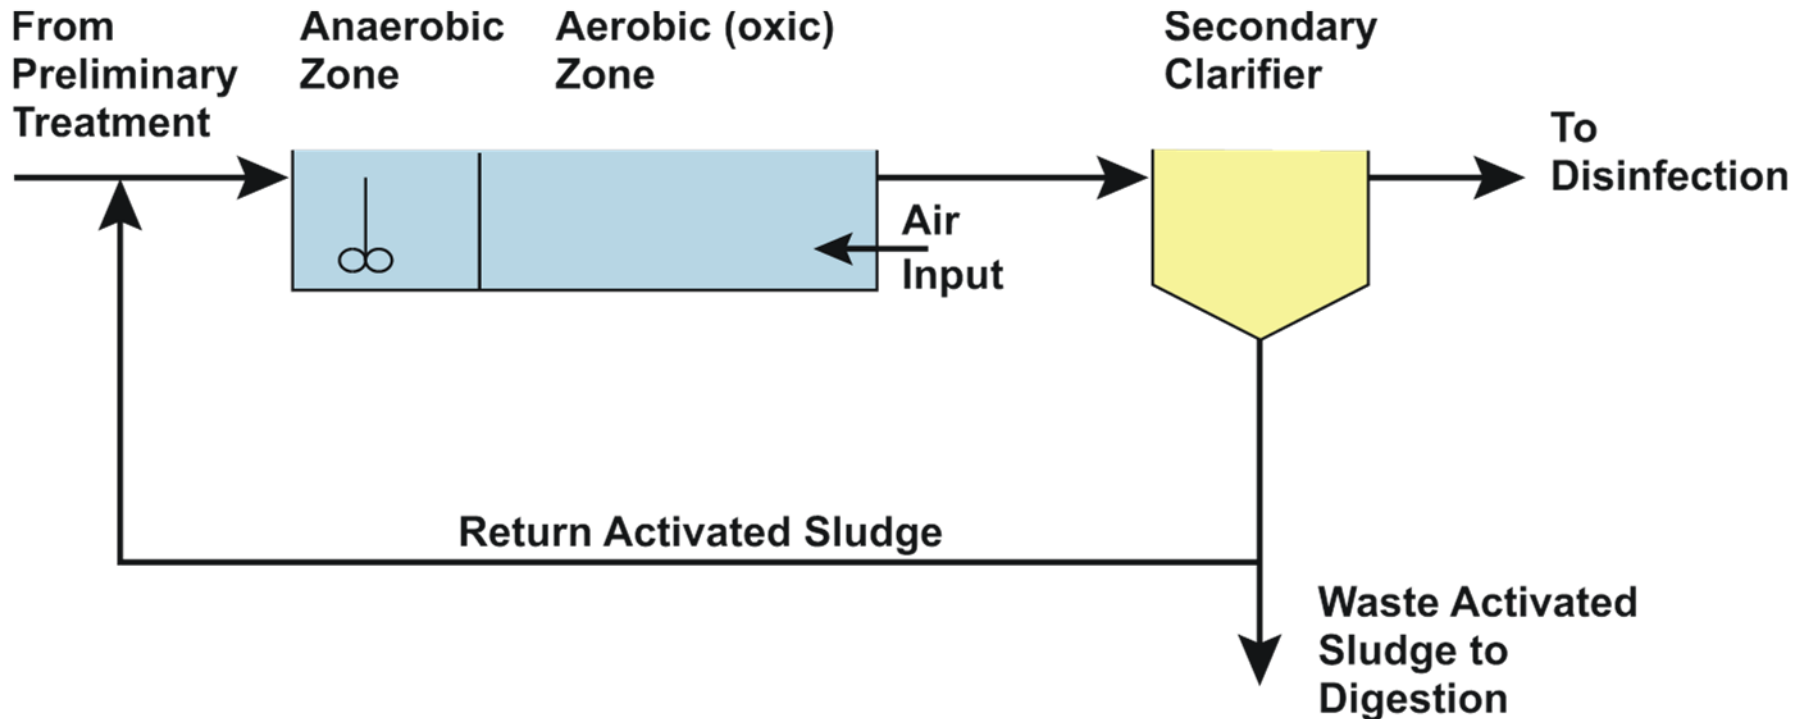 From
Preliminary
Treatment
Anaerobic
Zone
Aerobic (oxic)
Zone
Secondary
Clarifier
To
Disinfection
Air
Input
Return Activated Sludge
Waste Activated
Sludge to
Digestion